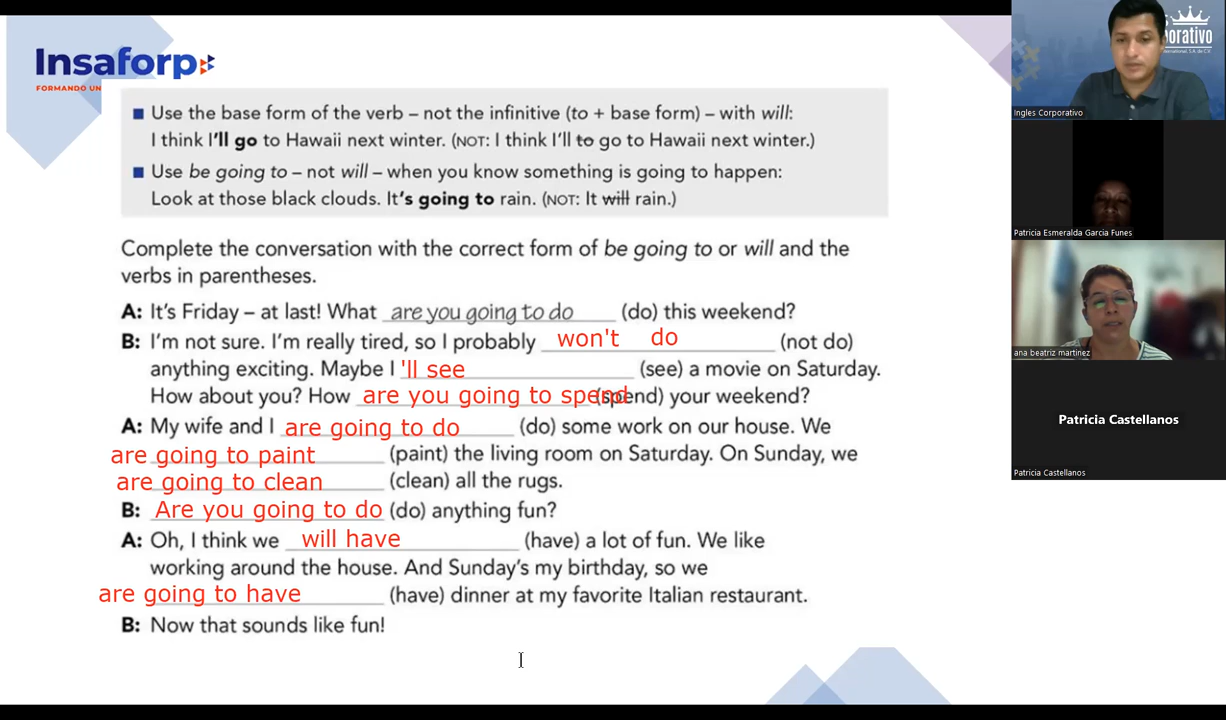 Insaforp
FORMANDO UN
■ Use the base form of the verb – not the infinitive (to + base form) – with will:
I think I'll go to Hawaii next winter. (NOT: I think I'll to go to Hawaii next winter.)
■ Use be going to – not will – when you know something is going to happen:
Look at those black clouds. It's going to rain. (NOT: It will rain.)
Complete the conversation with the correct form of be going to or will and the
verbs in parentheses.
A: It's Friday – at last! What are you going to do (do) this weekend?
B: I'm not sure. I'm really tired, so I probably won't do (not do)
anything exciting. Maybe I 'll see (see) a movie on Saturday.
How about you? How are you going to spend (spend) your weekend?
A: My wife and I are going to do (do) some work on our house. We
are going to paint (paint) the living room on Saturday. On Sunday, we
are going to clean (clean) all the rugs.
B: Are you going to do (do) anything fun?
A: Oh, I think we will have (have) a lot of fun. We like
working around the house. And Sunday's my birthday, so we
are going to have (have) dinner at my favorite Italian restaurant.
B: Now that sounds like fun!
orativo
Ingles Corporativo
Patricia Esmeralda Garcia Funes
ana beatriz martinez
Patricia Castellanos
Patricia Castellanos